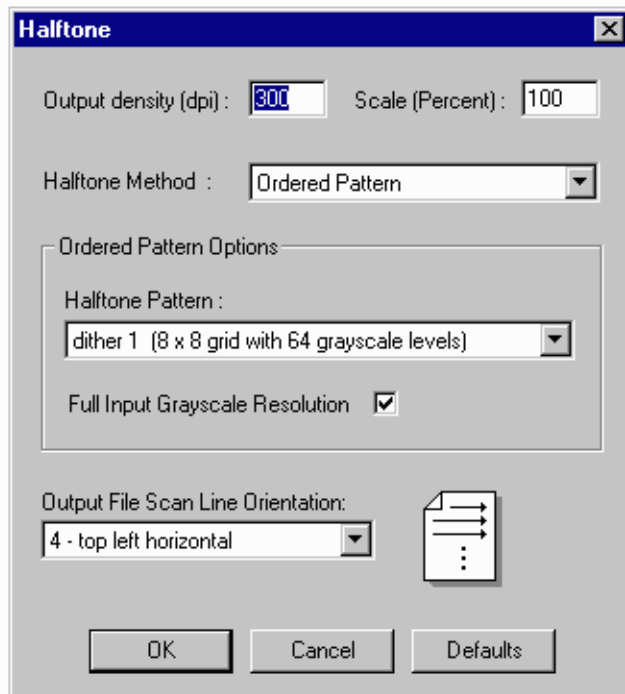 Halftone
Output density (dpi) : 300 Scale (Percent) : 100
Halftone Method : Ordered Pattern
Ordered Pattern Options
Halftone Pattern :
dither 1 (8 x 8 grid with 64 grayscale levels)
Full Input Grayscale Resolution
Output File Scan Line Orientation:
4 - top left horizontal
OK Cancel Defaults